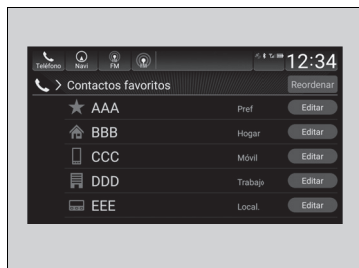 Teléfono Navi FM 12:34
Contactos favoritos Reordenar
AAA Pref Editar
BBB Hogar Editar
CCC Móvil Editar
DDD Trabajo Editar
EEE Local. Editar